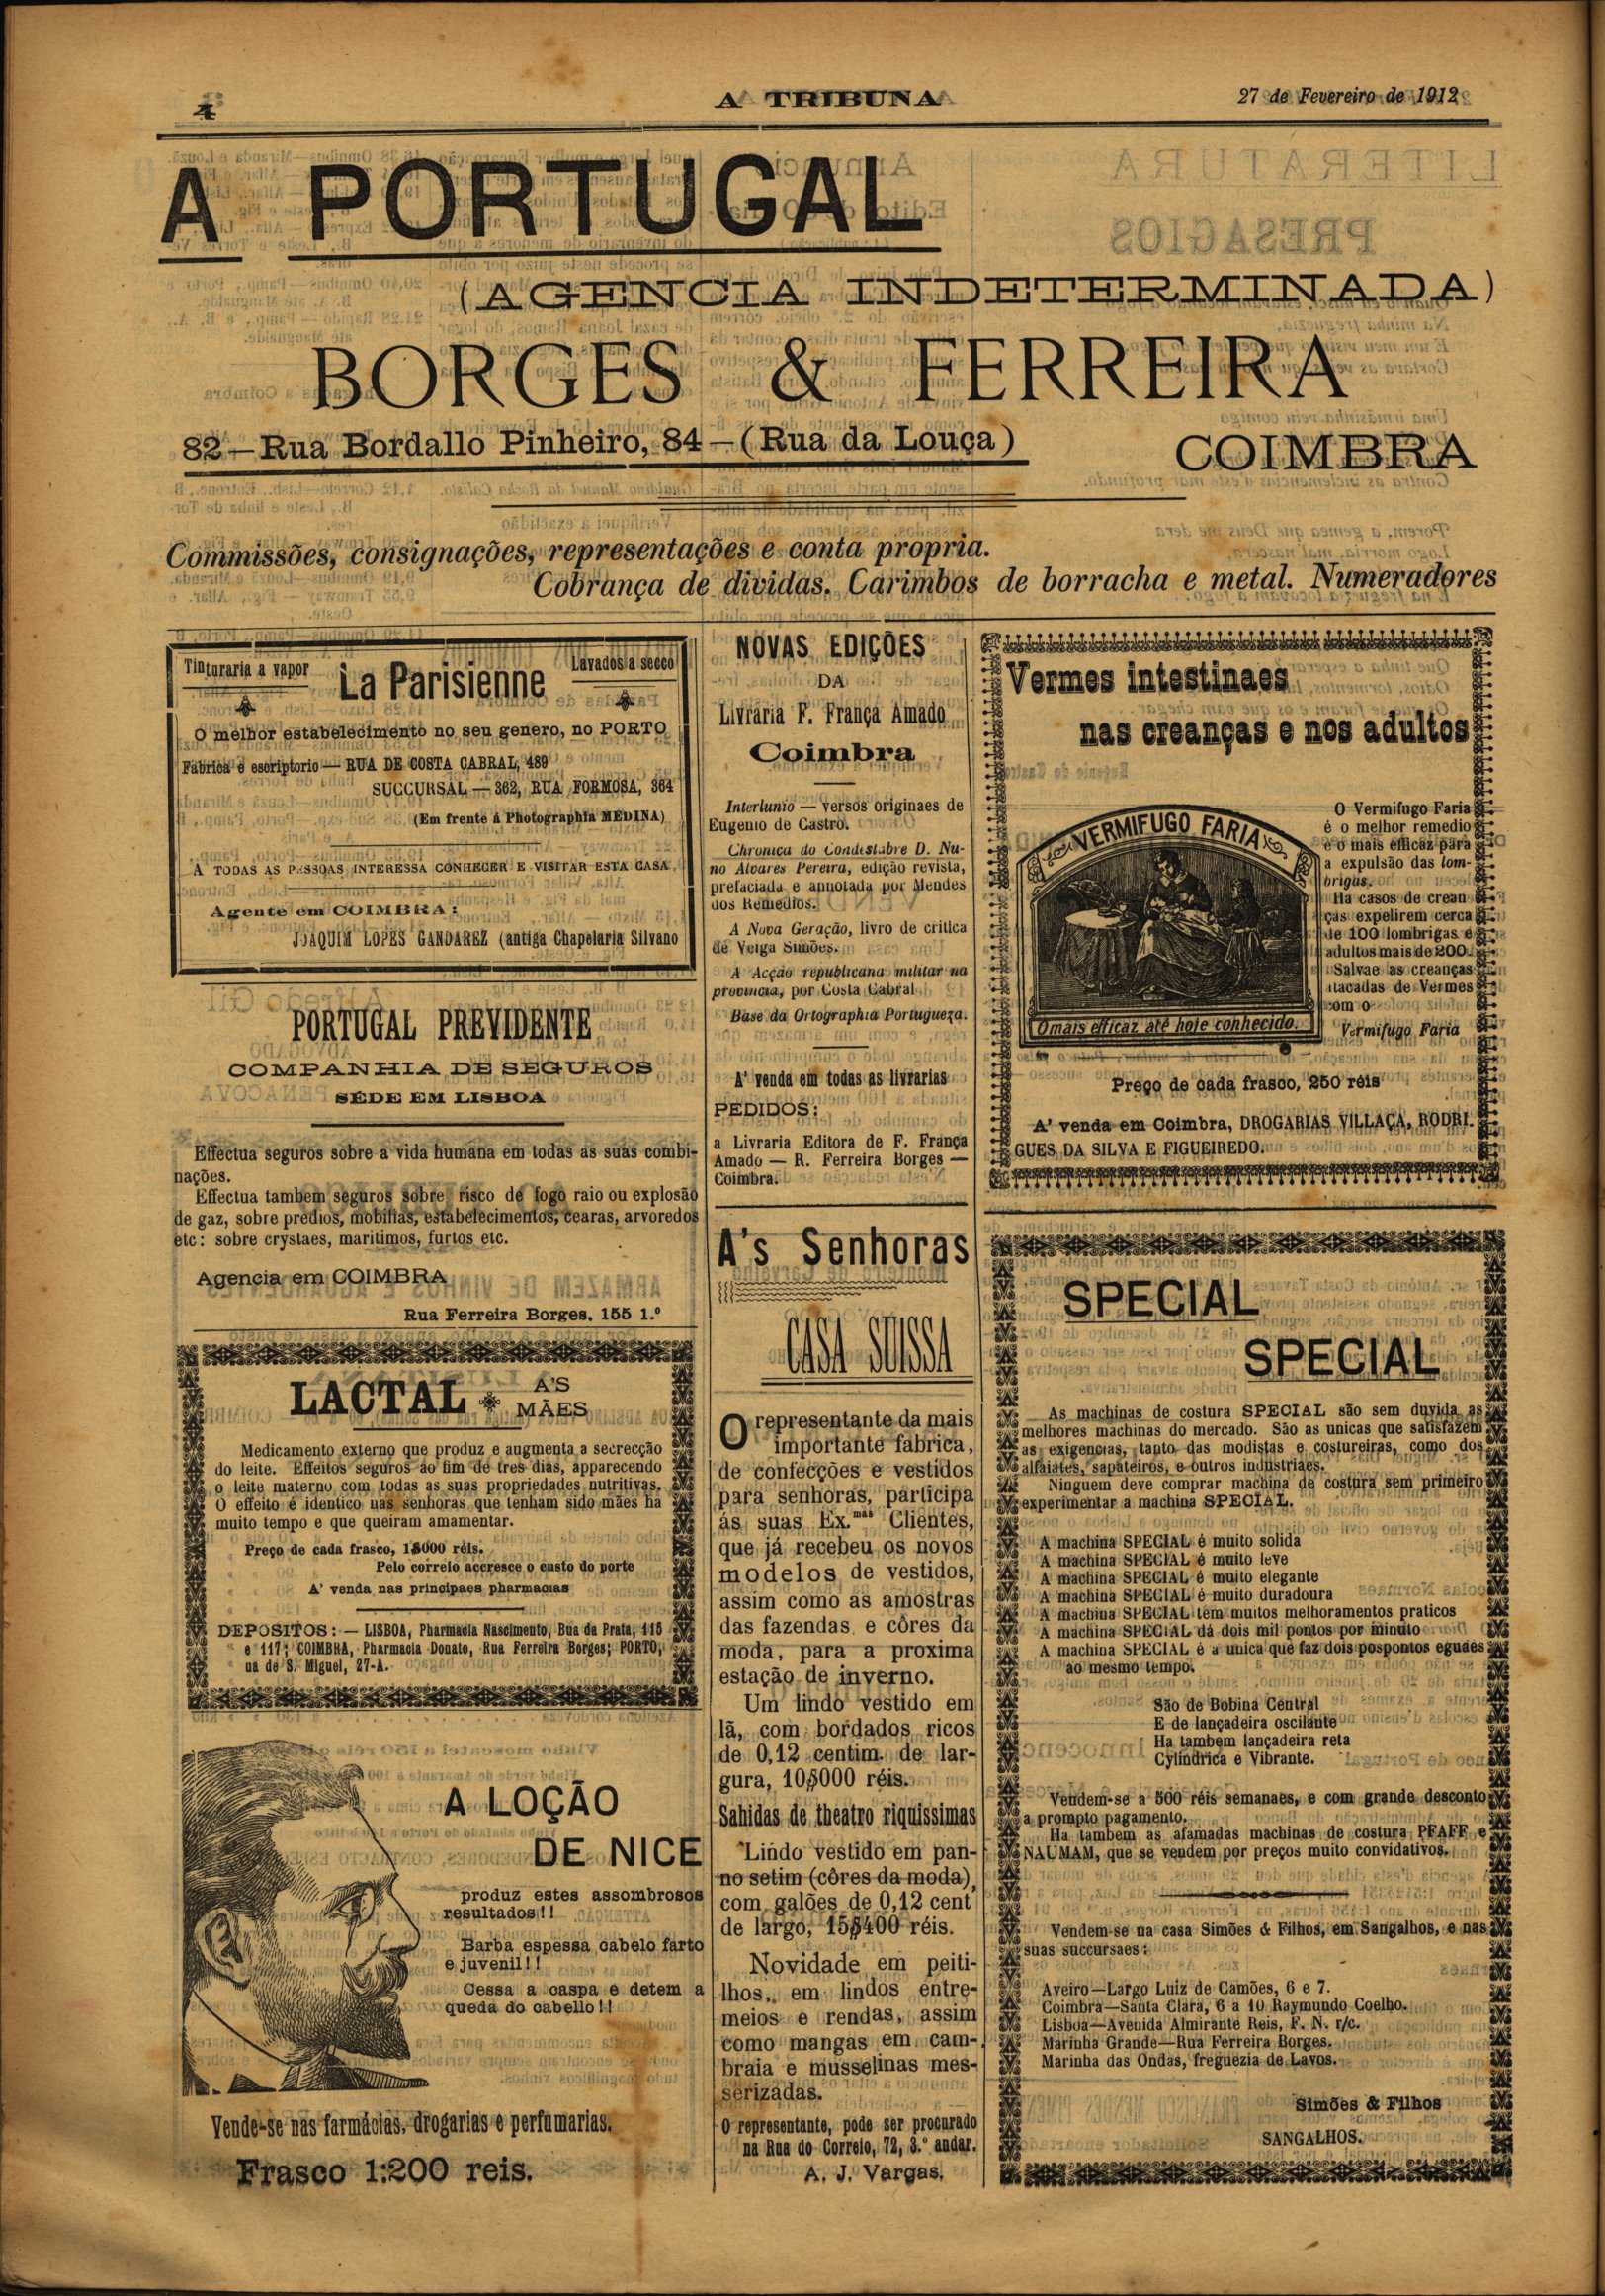 4
A TRIBUNA
27 de Fevereiro de 1912
A PORTUGAL
(AGENCIA INDETERMINADA)
BORGES & FERREIRA
82—Rua Bordallo Pinheiro, 84—(Rua da Louça)
COIMBRA
Commissões, consignações, representações e conta propria.
Cobrança de dividas. Carimbos de borracha e metal. Numeradores
Tinturaria a vapor
La Parisienne
Lavados a secco
O melhor estabelecimento no seu genero, no PORTO
Fabrica e escriptorio — RUA DE COSTA CABRAL, 489
SUCCURSAL — 362, RUA FORMOSA, 364
(Em frente á Photographia MEDINA)
A TODAS AS PESSOAS INTERESSA CONHECER E VISITAR ESTA CASA
Agente em COIMBRA:
JOAQUIM LOPES GANDAREZ (antiga Chapelaria Silvano
PORTUGAL PREVIDENTE
COMPANHIA DE SEGUROS
SÉDE EM LISBOA
Effectua seguros sobre a vida humana em todas as suas combi-
nações.
Effectua tambem seguros sobre risco de fogo raio ou explosão
de gaz, sobre predios, mobilias, estabelecimentos, cearas, arvoredos
etc: sobre crystaes, maritimos, furtos etc.
Agencia em COIMBRA
Rua Ferreira Borges, 155 1.º
LACTAL
A'S
MÃES
Medicamento externo que produz e augmenta a secrecção
do leite. Effeitos seguros ao fim de tres dias, apparecendo
o leite materno com todas as suas propriedades nutritivas.
O effeito é identico nas senhoras que tenham sido mães ha
muito tempo e que queiram amamentar.
Preço de cada frasco, 1$000 réis.
Pelo correio accresce o custo do porte
A' venda nas principaes pharmacias
DEPOSITOS: — LISBOA, Pharmacia Nascimento, Rua da Prata, 115
e 117; COIMBRA, Pharmacia Donato, Rua Ferreira Borges; PORTO,
ua de S. Miguel, 27-A.
A LOÇÃO
DE NICE
produz estes assombrosos
resultados!!
Barba espessa cabelo farto
e juvenil!!
Cessa a caspa e detem a
queda do cabello!!
Vende-se nas farmácias, drogarias e perfumarias.
Frasco 1:200 reis.
NOVAS EDIÇÕES
DA
Livraria F. França Amado
Coimbra
Interlunio — versos originaes de
Eugenio de Castro.
Chronica do Condestabre D. Nu-
no Alvares Pereira, edição revista,
prefaciada e annotada por Mendes
dos Remedios.
A Nova Geração, livro de critica
de Veiga Simões.
A Acção republicana militar na
provincia, por Costa Cabral
Base da Ortographia Portugueza.
A' venda em todas as livrarias
PEDIDOS:
a Livraria Editora de F. França
Amado — R. Ferreira Borges —
Coimbra.
A's Senhoras
CASA SUISSA
O representante da mais
importante fabrica,
de confecções e vestidos
para senhoras, participa
ás suas Ex.mas Clientes,
que já recebeu os novos
modelos de vestidos,
assim como as amostras
das fazendas e côres da
moda, para a proxima
estação de inverno.
Um lindo vestido em
lã, com bordados ricos
de 0,12 centim. de lar-
gura, 10$000 réis.
Sahidas de theatro riquissimas
Lindo vestido em pan-
no setim (côres da moda),
com galões de 0,12 cent
de largo, 15$400 réis.
Novidade em peiti-
lhos, em lindos entre-
meios e rendas, assim
como mangas em cam-
braia e musselinas mes-
serizadas.
O representante, pode ser procurado
na Rua do Correio, 72, 3.º andar.
A. J. Vargas.
Vermes intestinaes
nas creanças e nos adultos
VERMIFUGO FARIA
O mais efficaz até hoje conhecido.
O Vermifugo Faria
é o melhor remedio
e o mais efficaz para
a expulsão das lom-
brigas.
Ha casos de crean
ças expelirem cerca
de 100 lombrigas e
adultos mais de 200.
Salvae as creanças
atacadas de Vermes
com o
Vermifugo Faria
Preço de cada frasco, 250 réis
A' venda em Coimbra, DROGARIAS VILLAÇA, RODRI-
GUES DA SILVA E FIGUEIREDO.
SPECIAL
SPECIAL
As machinas de costura SPECIAL são sem duvida as
melhores machinas do mercado. São as unicas que satisfazem
as exigencias, tanto das modistas e costureiras, como dos
alfaiates, sapateiros, e outros industriaes.
Ninguem deve comprar machina de costura sem primeiro
experimentar a machina SPECIAL.
A machina SPECIAL é muito solida
A machina SPECIAL é muito leve
A machina SPECIAL é muito elegante
A machina SPECIAL é muito duradoura
A machina SPECIAL tem muitos melhoramentos praticos
A machina SPECIAL dá dois mil pontos por minuto
A machina SPECIAL é a unica que faz dois pospontos eguaes
ao mesmo tempo.
São de Bobina Central
E de lançadeira oscilante
Ha tambem lançadeira reta
Cylindrica e Vibrante.
Vendem-se a 500 réis semanaes, e com grande desconto
a prompto pagamento.
Ha tambem as afamadas machinas de costura PFAFF e
NAUMAM, que se vendem por preços muito convidativos.
Vendem-se na casa Simões & Filhos, em Sangalhos, e nas
suas succursaes:
Aveiro—Largo Luiz de Camões, 6 e 7.
Coimbra—Santa Clara, 6 a 10 Raymundo Coelho.
Lisboa—Avenida Almirante Reis, F. N. r/c.
Marinha Grande—Rua Ferreira Borges.
Marinha das Ondas, freguezia de Lavos.
Simões & Filhos
SANGALHOS.